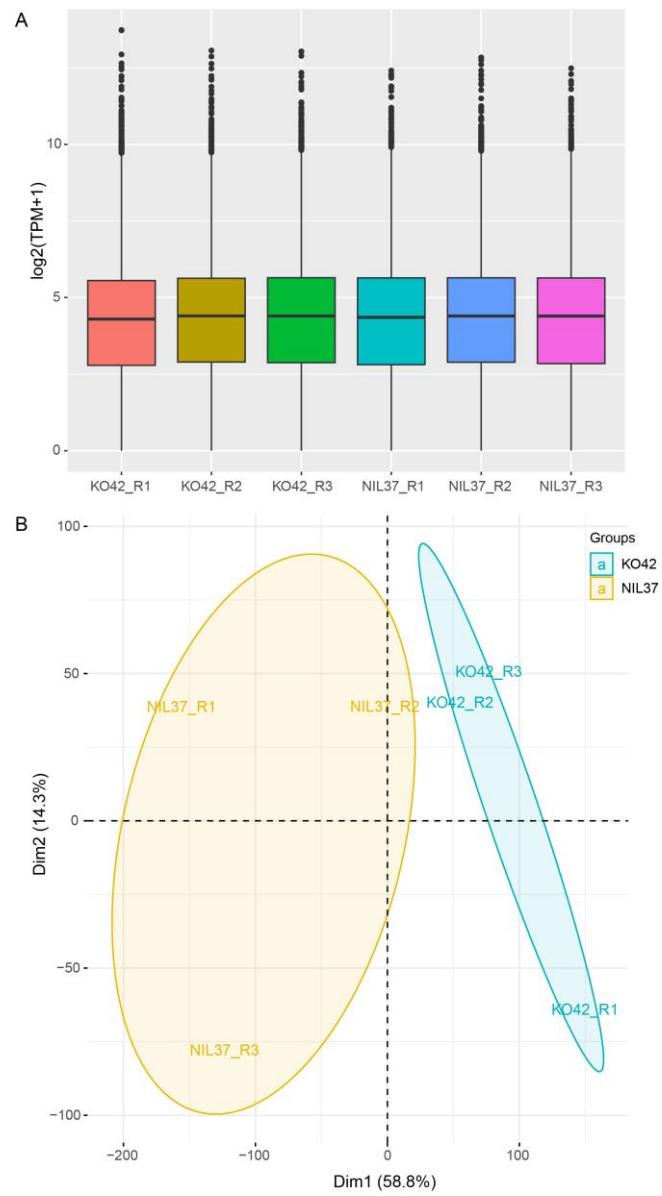 A
log2(TPM+1)
10
5
0
KO42_R1 KO42_R2 KO42_R3 NIL37_R1 NIL37_R2 NIL37_R3
B
100
50
0
−50
−100
Dim2 (14.3%)
Groups
a KO42
a NIL37
KO42_R3
KO42_R2
NIL37_R1 NIL37_R2
KO42_R1
NIL37_R3
−200 −100 0 100
Dim1 (58.8%)